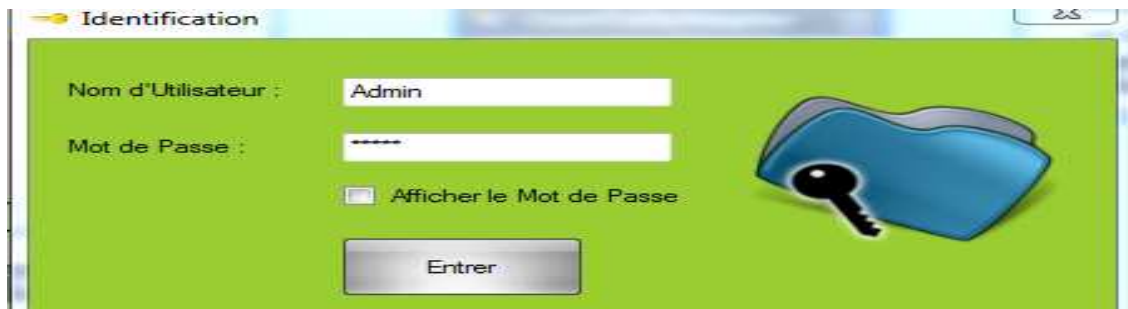 Identification
Nom d'Utilisateur : Admin
Mot de Passe : *****
Afficher le Mot de Passe
Entrer